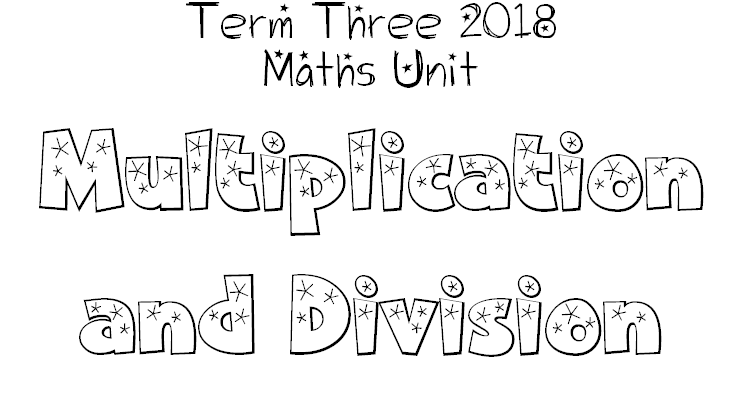 Term Three 2018
Maths Unit
Multiplication
and Division